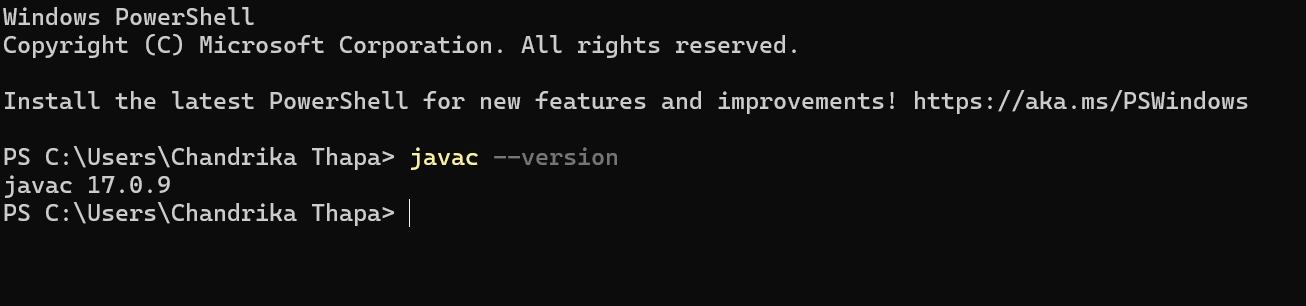 Windows PowerShell
Copyright (C) Microsoft Corporation. All rights reserved.
Install the latest PowerShell for new features and improvements! https://aka.ms/PSWindows
PS C:\Users\Chandrika Thapa> javac --version
javac 17.0.9
PS C:\Users\Chandrika Thapa>